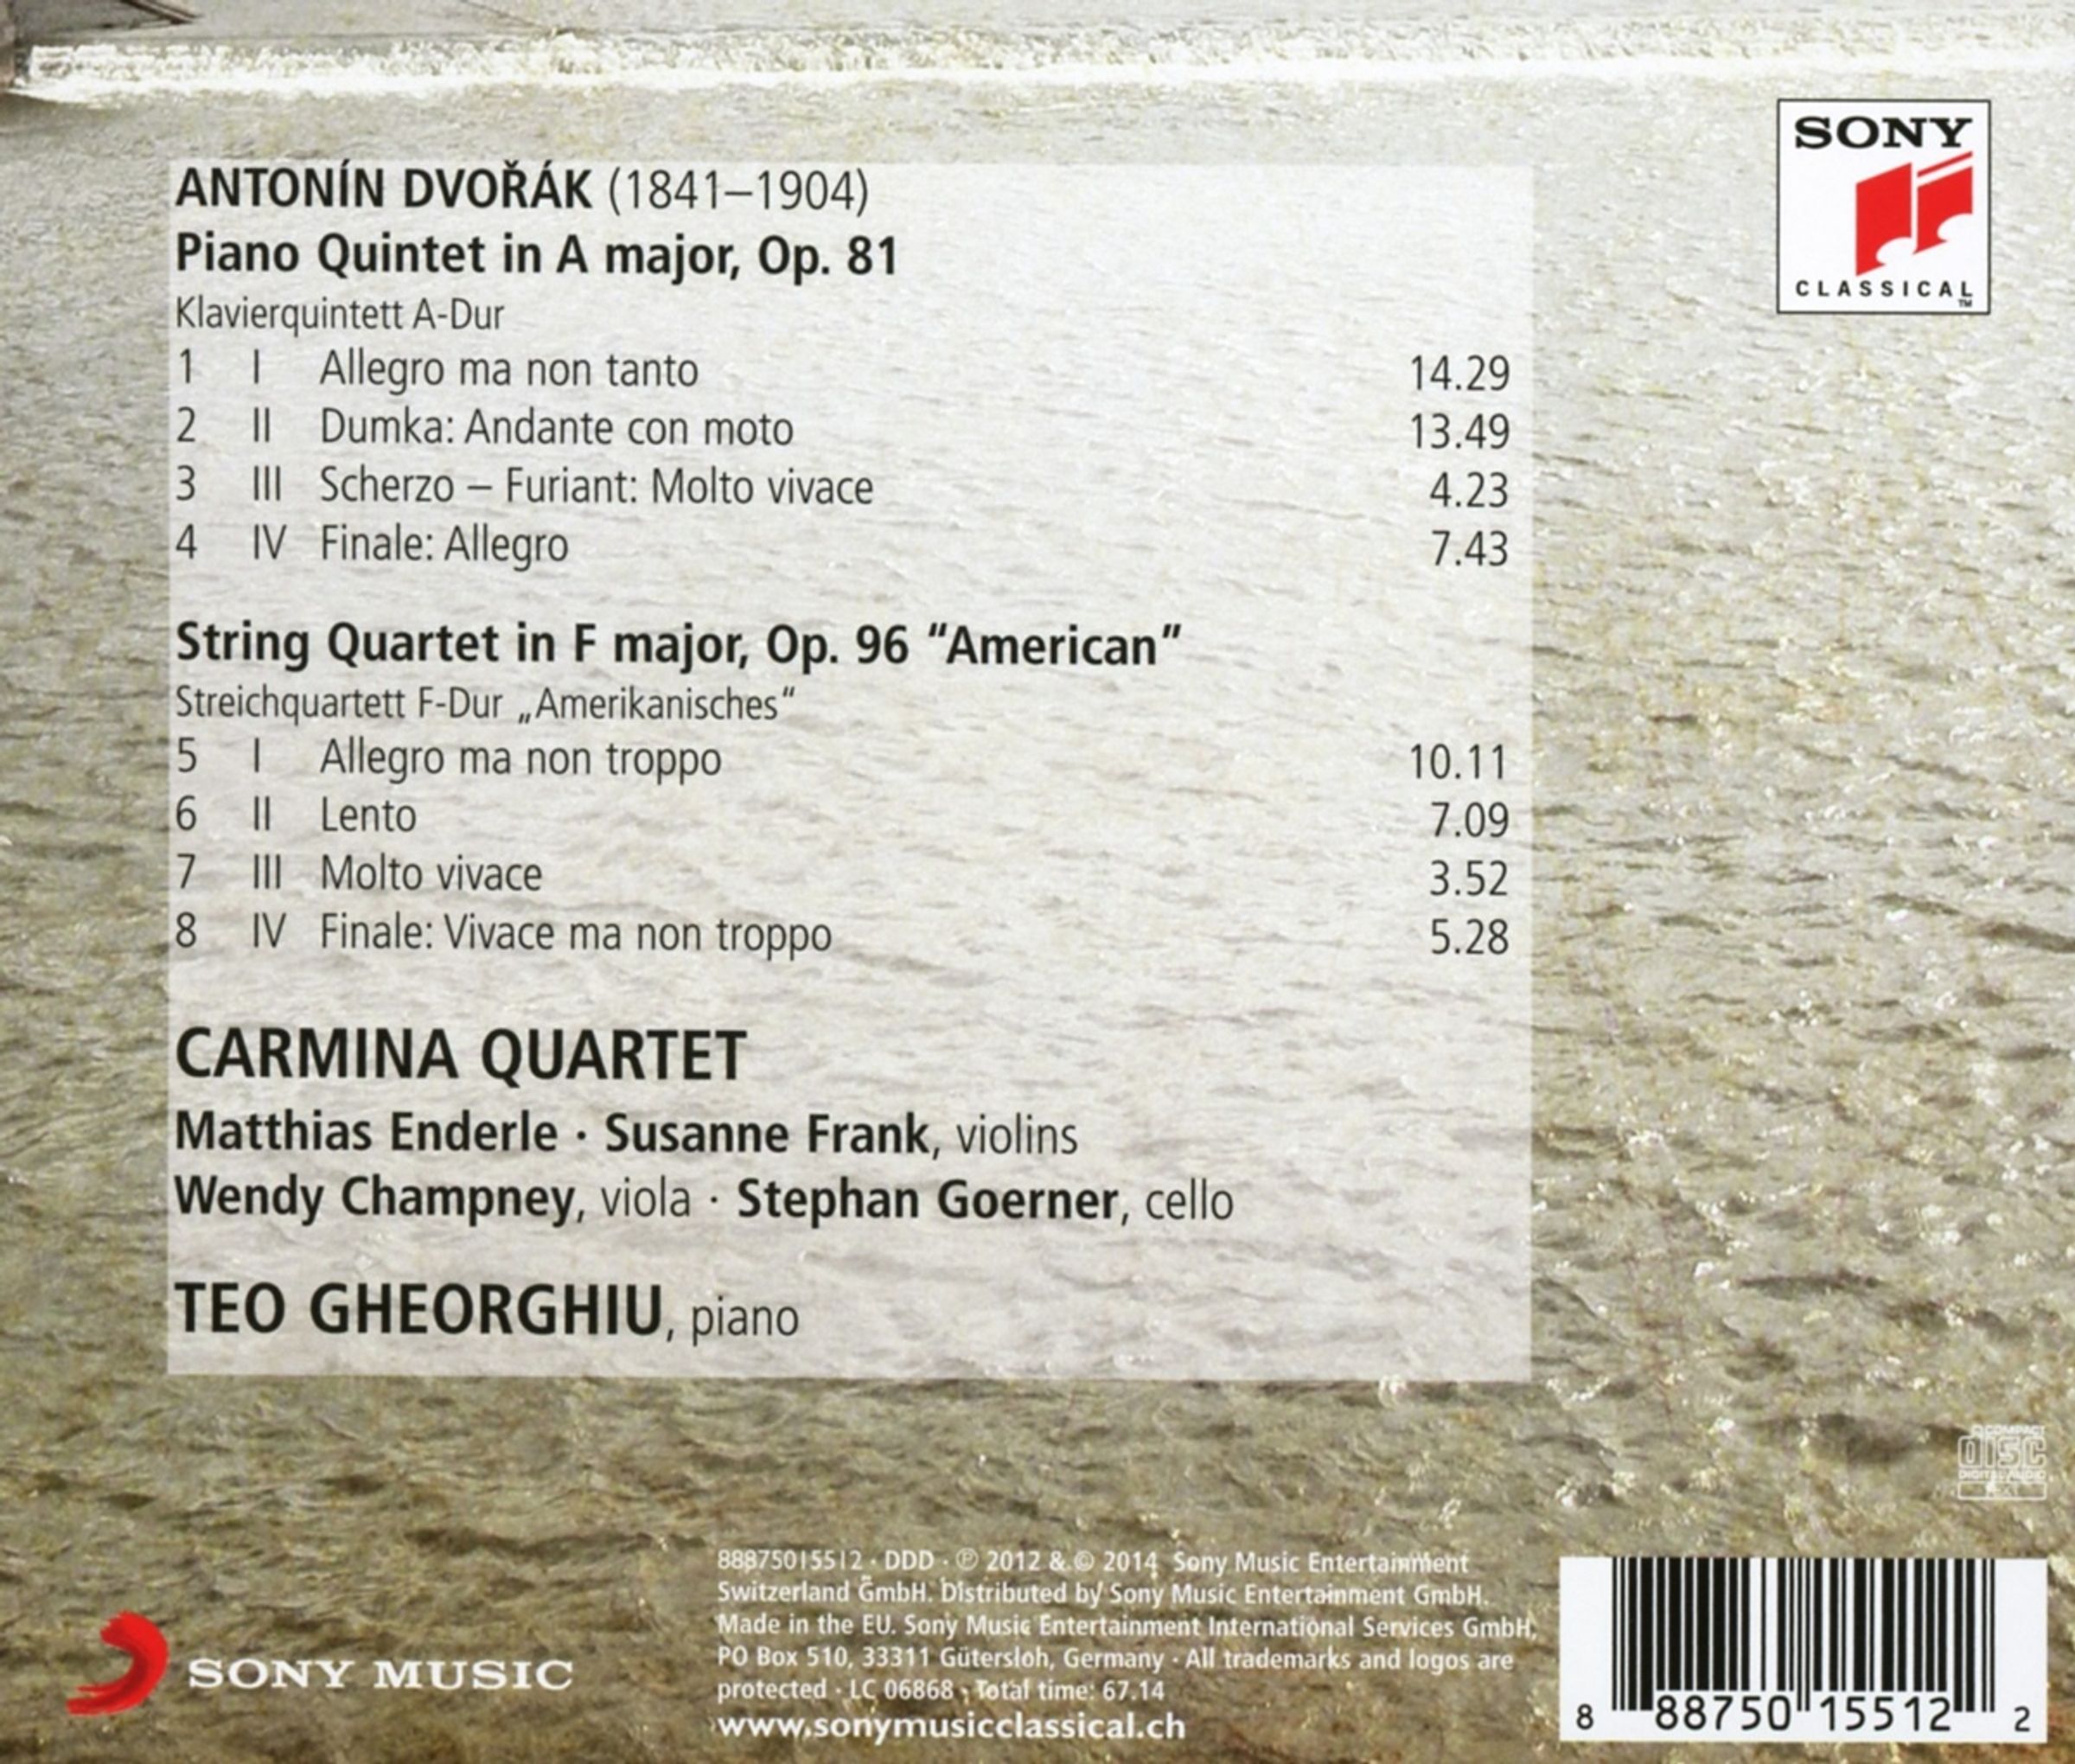 SONY
CLASSICAL
TM
ANTONÍN DVOŘÁK (1841–1904)
Piano Quintet in A major, Op. 81
Klavierquintett A-Dur
1 I Allegro ma non tanto 14.29
2 II Dumka: Andante con moto 13.49
3 III Scherzo – Furiant: Molto vivace 4.23
4 IV Finale: Allegro 7.43
String Quartet in F major, Op. 96 “American”
Streichquartett F-Dur „Amerikanisches“
5 I Allegro ma non troppo 10.11
6 II Lento 7.09
7 III Molto vivace 3.52
8 IV Finale: Vivace ma non troppo 5.28
CARMINA QUARTET
Matthias Enderle · Susanne Frank, violins
Wendy Champney, viola · Stephan Goerner, cello
TEO GHEORGHIU, piano
COMPACT
disc
DIGITAL AUDIO
88875015512 · DDD · ℗ 2012 & © 2014 Sony Music Entertainment
Switzerland GmbH. Distributed by Sony Music Entertainment GmbH.
Made in the EU. Sony Music Entertainment International Services GmbH,
PO Box 510, 33311 Gütersloh, Germany · All trademarks and logos are
protected · LC 06868 · Total time: 67.14
www.sonymusicclassical.ch
SONY MUSIC
8 88750 15512 2